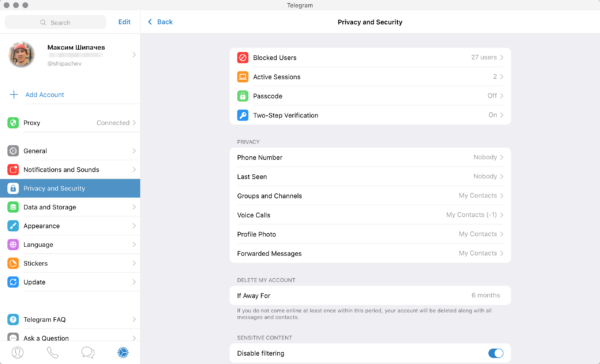 Telegram
Search
Edit
Back
Privacy and Security
Максим Шипачев
@shipachev
Add Account
Proxy
Connected
General
Notifications and Sounds
Privacy and Security
Data and Storage
Appearance
Language
Stickers
Update
Telegram FAQ
Ask a Question
Blocked Users
27 users
Active Sessions
2
Passcode
Off
Two-Step Verification
On
PRIVACY
Phone Number
Nobody
Last Seen
Nobody
Groups and Channels
My Contacts
Voice Calls
My Contacts (-1)
Profile Photo
My Contacts
Forwarded Messages
My Contacts
DELETE MY ACCOUNT
If Away For
6 months
If you do not come online at least once within this period, your account will be deleted along with all
messages and contacts.
SENSITIVE CONTENT
Disable filtering